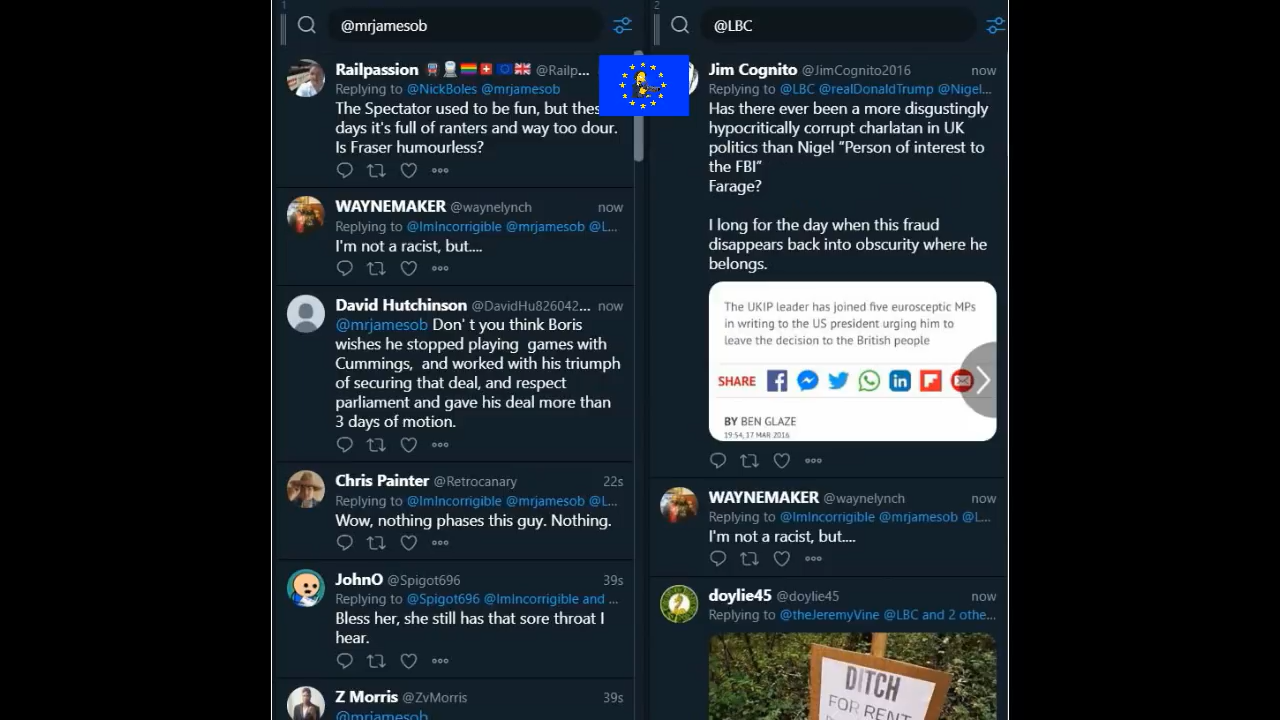 1
@mrjamesob
Railpassion @Railp...
Replying to @NickBoles @mrjamesob
The Spectator used to be fun, but thes
days it's full of ranters and way too dour.
Is Fraser humourless?
WAYNEMAKER @waynelynch now
Replying to @ImIncorrigible @mrjamesob @L...
I'm not a racist, but....
David Hutchinson @DavidHu826042... now
@mrjamesob Don' t you think Boris
wishes he stopped playing games with
Cummings, and worked with his triumph
of securing that deal, and respect
parliament and gave his deal more than
3 days of motion.
Chris Painter @Retrocanary 22s
Replying to @ImIncorrigible @mrjamesob @L...
Wow, nothing phases this guy. Nothing.
JohnO @Spigot696 39s
Replying to @Spigot696 @ImIncorrigible and ...
Bless her, she still has that sore throat I
hear.
Z Morris @ZvMorris 39s
@mrjamesob
2
@LBC
Jim Cognito @JimCognito2016 now
Replying to @LBC @realDonaldTrump @Nigel...
Has there ever been a more disgustingly
hypocritically corrupt charlatan in UK
politics than Nigel “Person of interest to
the FBI”
Farage?
I long for the day when this fraud
disappears back into obscurity where he
belongs.
The UKIP leader has joined five eurosceptic MPs
in writing to the US president urging him to
leave the decision to the British people
SHARE
BY BEN GLAZE
19:54, 17 MAR 2016
WAYNEMAKER @waynelynch now
Replying to @ImIncorrigible @mrjamesob @L...
I'm not a racist, but....
doylie45 @doylie45 now
Replying to @theJeremyVine @LBC and 2 othe...
DITCH
FOR RENT